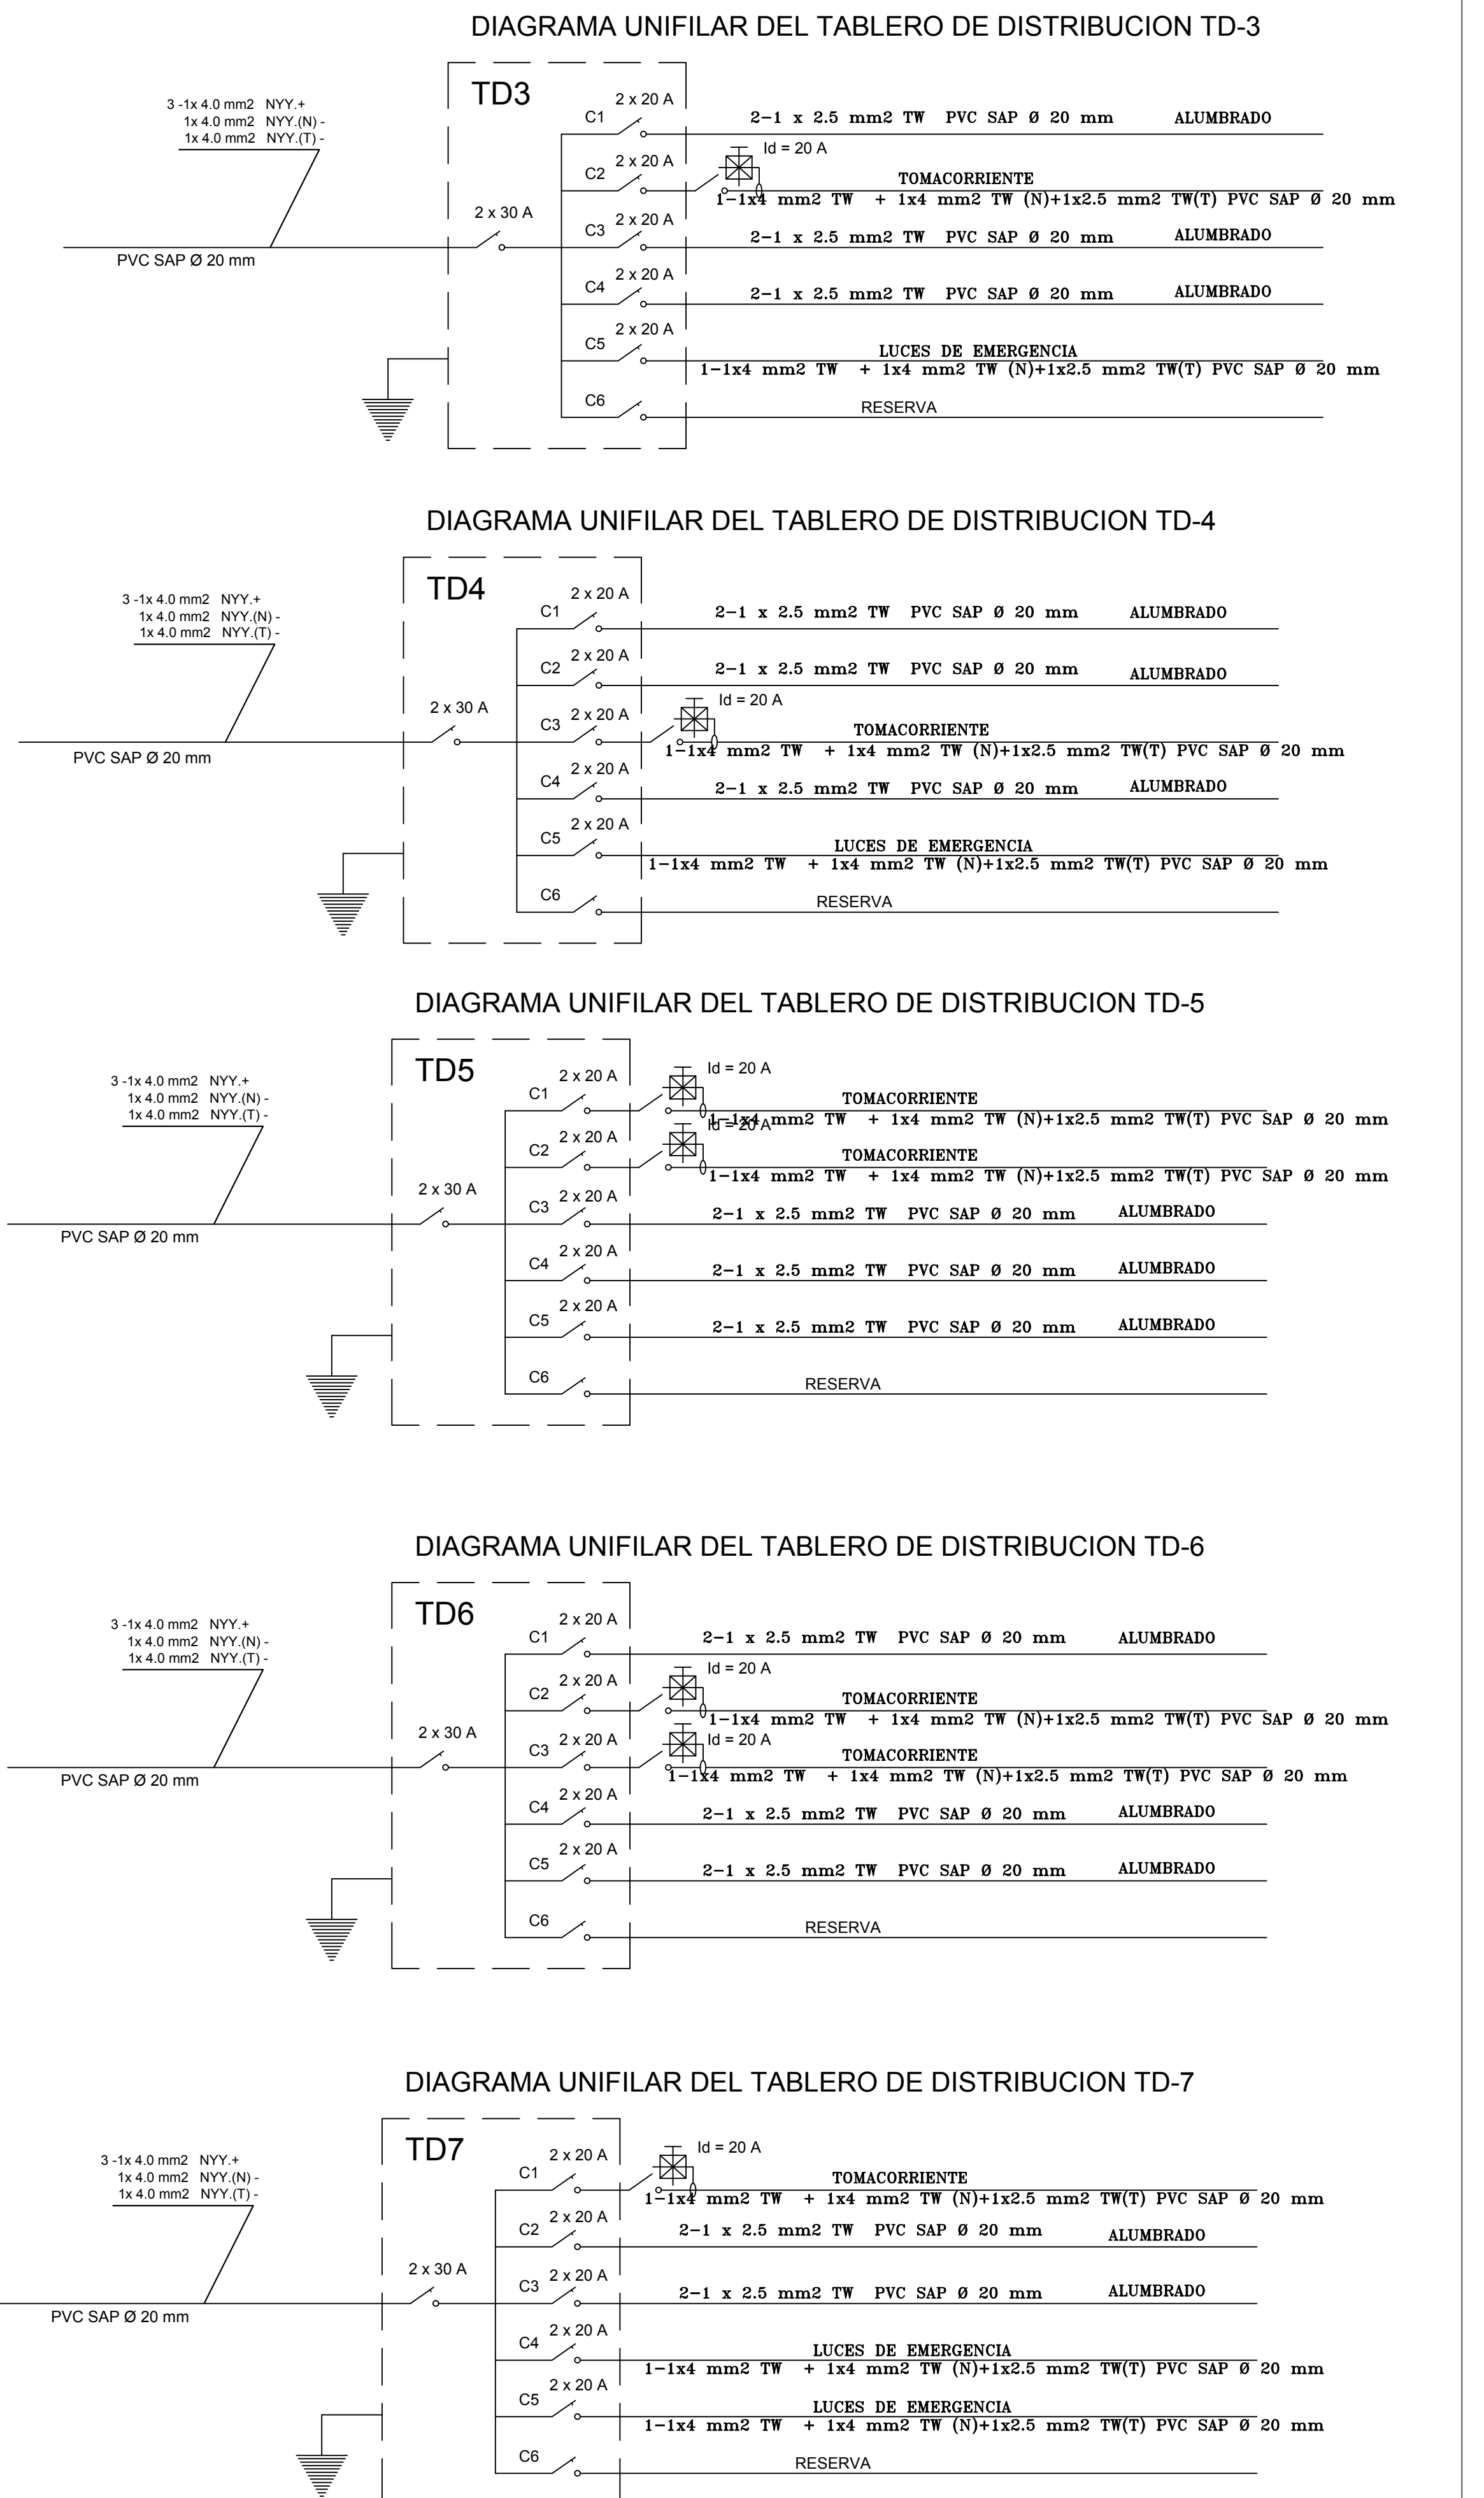 DIAGRAMA UNIFILAR DEL TABLERO DE DISTRIBUCION TD-3
TD3
3 -1x 4.0 mm2 NYY.+
1x 4.0 mm2 NYY.(N) -
1x 4.0 mm2 NYY.(T) -
PVC SAP Ø 20 mm
2 x 30 A
C1 2 x 20 A
2-1 x 2.5 mm2 TW PVC SAP Ø 20 mm ALUMBRADO
Id = 20 A
C2 2 x 20 A
TOMACORRIENTE
1-1x4 mm2 TW + 1x4 mm2 TW (N)+1x2.5 mm2 TW(T) PVC SAP Ø 20 mm
C3 2 x 20 A
2-1 x 2.5 mm2 TW PVC SAP Ø 20 mm ALUMBRADO
C4 2 x 20 A
2-1 x 2.5 mm2 TW PVC SAP Ø 20 mm ALUMBRADO
C5 2 x 20 A
LUCES DE EMERGENCIA
1-1x4 mm2 TW + 1x4 mm2 TW (N)+1x2.5 mm2 TW(T) PVC SAP Ø 20 mm
C6 RESERVA
DIAGRAMA UNIFILAR DEL TABLERO DE DISTRIBUCION TD-4
TD4
3 -1x 4.0 mm2 NYY.+
1x 4.0 mm2 NYY.(N) -
1x 4.0 mm2 NYY.(T) -
PVC SAP Ø 20 mm
2 x 30 A
C1 2 x 20 A
2-1 x 2.5 mm2 TW PVC SAP Ø 20 mm ALUMBRADO
C2 2 x 20 A
2-1 x 2.5 mm2 TW PVC SAP Ø 20 mm ALUMBRADO
Id = 20 A
C3 2 x 20 A
TOMACORRIENTE
1-1x4 mm2 TW + 1x4 mm2 TW (N)+1x2.5 mm2 TW(T) PVC SAP Ø 20 mm
C4 2 x 20 A
2-1 x 2.5 mm2 TW PVC SAP Ø 20 mm ALUMBRADO
C5 2 x 20 A
LUCES DE EMERGENCIA
1-1x4 mm2 TW + 1x4 mm2 TW (N)+1x2.5 mm2 TW(T) PVC SAP Ø 20 mm
C6 RESERVA
DIAGRAMA UNIFILAR DEL TABLERO DE DISTRIBUCION TD-5
TD5
3 -1x 4.0 mm2 NYY.+
1x 4.0 mm2 NYY.(N) -
1x 4.0 mm2 NYY.(T) -
PVC SAP Ø 20 mm
2 x 30 A
Id = 20 A
C1 2 x 20 A
TOMACORRIENTE
1-1x4 mm2 TW + 1x4 mm2 TW (N)+1x2.5 mm2 TW(T) PVC SAP Ø 20 mm
Id = 20 A
C2 2 x 20 A
TOMACORRIENTE
1-1x4 mm2 TW + 1x4 mm2 TW (N)+1x2.5 mm2 TW(T) PVC SAP Ø 20 mm
C3 2 x 20 A
2-1 x 2.5 mm2 TW PVC SAP Ø 20 mm ALUMBRADO
C4 2 x 20 A
2-1 x 2.5 mm2 TW PVC SAP Ø 20 mm ALUMBRADO
C5 2 x 20 A
2-1 x 2.5 mm2 TW PVC SAP Ø 20 mm ALUMBRADO
C6 RESERVA
DIAGRAMA UNIFILAR DEL TABLERO DE DISTRIBUCION TD-6
TD6
3 -1x 4.0 mm2 NYY.+
1x 4.0 mm2 NYY.(N) -
1x 4.0 mm2 NYY.(T) -
PVC SAP Ø 20 mm
2 x 30 A
C1 2 x 20 A
2-1 x 2.5 mm2 TW PVC SAP Ø 20 mm ALUMBRADO
Id = 20 A
C2 2 x 20 A
TOMACORRIENTE
1-1x4 mm2 TW + 1x4 mm2 TW (N)+1x2.5 mm2 TW(T) PVC SAP Ø 20 mm
Id = 20 A
C3 2 x 20 A
TOMACORRIENTE
1-1x4 mm2 TW + 1x4 mm2 TW (N)+1x2.5 mm2 TW(T) PVC SAP Ø 20 mm
C4 2 x 20 A
2-1 x 2.5 mm2 TW PVC SAP Ø 20 mm ALUMBRADO
C5 2 x 20 A
2-1 x 2.5 mm2 TW PVC SAP Ø 20 mm ALUMBRADO
C6 RESERVA
DIAGRAMA UNIFILAR DEL TABLERO DE DISTRIBUCION TD-7
TD7
3 -1x 4.0 mm2 NYY.+
1x 4.0 mm2 NYY.(N) -
1x 4.0 mm2 NYY.(T) -
PVC SAP Ø 20 mm
2 x 30 A
Id = 20 A
C1 2 x 20 A
TOMACORRIENTE
1-1x4 mm2 TW + 1x4 mm2 TW (N)+1x2.5 mm2 TW(T) PVC SAP Ø 20 mm
C2 2 x 20 A
2-1 x 2.5 mm2 TW PVC SAP Ø 20 mm ALUMBRADO
C3 2 x 20 A
2-1 x 2.5 mm2 TW PVC SAP Ø 20 mm ALUMBRADO
C4 2 x 20 A
LUCES DE EMERGENCIA
1-1x4 mm2 TW + 1x4 mm2 TW (N)+1x2.5 mm2 TW(T) PVC SAP Ø 20 mm
C5 2 x 20 A
LUCES DE EMERGENCIA
1-1x4 mm2 TW + 1x4 mm2 TW (N)+1x2.5 mm2 TW(T) PVC SAP Ø 20 mm
C6 RESERVA